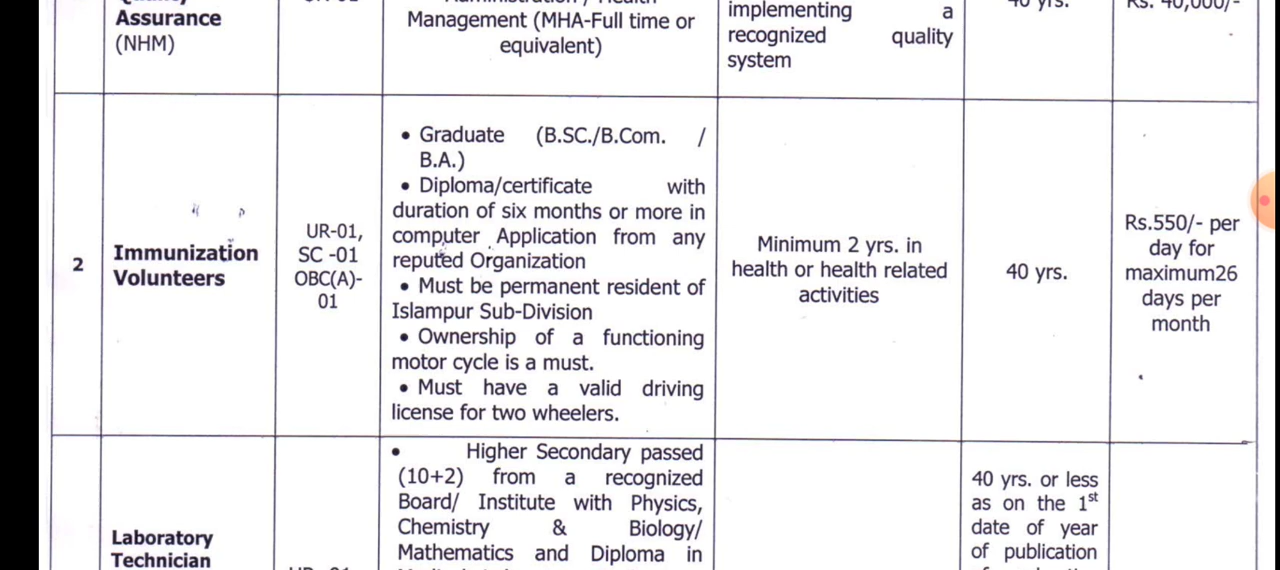 Assurance
(NHM)
Management (MHA-Full time or
equivalent)
implementing a
recognized quality
system
40 yrs.
Rs. 40,000/-
2
Immunization
Volunteers
UR-01,
SC -01
OBC(A)-
01
• Graduate (B.SC./B.Com. /
B.A.)
• Diploma/certificate with
duration of six months or more in
computer Application from any
reputed Organization
• Must be permanent resident of
Islampur Sub-Division
• Ownership of a functioning
motor cycle is a must.
• Must have a valid driving
license for two wheelers.
Minimum 2 yrs. in
health or health related
activities
40 yrs.
Rs.550/- per
day for
maximum26
days per
month
Laboratory
Technician
• Higher Secondary passed
(10+2) from a recognized
Board/ Institute with Physics,
Chemistry & Biology/
Mathematics and Diploma in
40 yrs. or less
as on the 1st
date of year
of publication